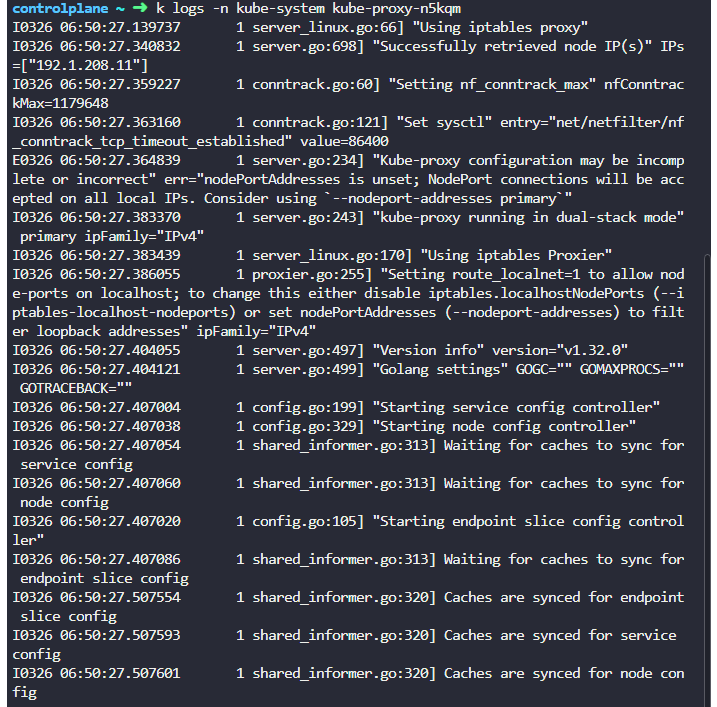 controlplane ~ ➜  k logs -n kube-system kube-proxy-n5kqm
I0326 06:50:27.139737       1 server_linux.go:66] "Using iptables proxy"
I0326 06:50:27.340832       1 server.go:698] "Successfully retrieved node IP(s)" IPs
=["192.1.208.11"]
I0326 06:50:27.359227       1 conntrack.go:60] "Setting nf_conntrack_max" nfConntrac
kMax=1179648
I0326 06:50:27.363160       1 conntrack.go:121] "Set sysctl" entry="net/netfilter/nf
_conntrack_tcp_timeout_established" value=86400
E0326 06:50:27.364839       1 server.go:234] "Kube-proxy configuration may be incomp
lete or incorrect" err="nodePortAddresses is unset; NodePort connections will be acc
epted on all local IPs. Consider using `--nodeport-addresses primary`"
I0326 06:50:27.383370       1 server.go:243] "kube-proxy running in dual-stack mode"
 primary ipFamily="IPv4"
I0326 06:50:27.383439       1 server_linux.go:170] "Using iptables Proxier"
I0326 06:50:27.386055       1 proxier.go:255] "Setting route_localnet=1 to allow nod
e-ports on localhost; to change this either disable iptables.localhostNodePorts (--i
ptables-localhost-nodeports) or set nodePortAddresses (--nodeport-addresses) to filt
er loopback addresses" ipFamily="IPv4"
I0326 06:50:27.404055       1 server.go:497] "Version info" version="v1.32.0"
I0326 06:50:27.404121       1 server.go:499] "Golang settings" GOGC="" GOMAXPROCS=""
 GOTRACEBACK=""
I0326 06:50:27.407004       1 config.go:199] "Starting service config controller"
I0326 06:50:27.407038       1 config.go:329] "Starting node config controller"
I0326 06:50:27.407054       1 shared_informer.go:313] Waiting for caches to sync for
 service config
I0326 06:50:27.407060       1 shared_informer.go:313] Waiting for caches to sync for
 node config
I0326 06:50:27.407020       1 config.go:105] "Starting endpoint slice config control
ler"
I0326 06:50:27.407086       1 shared_informer.go:313] Waiting for caches to sync for
 endpoint slice config
I0326 06:50:27.507554       1 shared_informer.go:320] Caches are synced for endpoint
 slice config
I0326 06:50:27.507593       1 shared_informer.go:320] Caches are synced for service
config
I0326 06:50:27.507601       1 shared_informer.go:320] Caches are synced for node con
fig